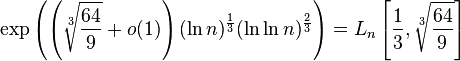 exp((∛(64/9) + o(1))(ln n)^{1/3}(ln ln n)^{2/3}) = L_n[1/3, ∛(64/9)]